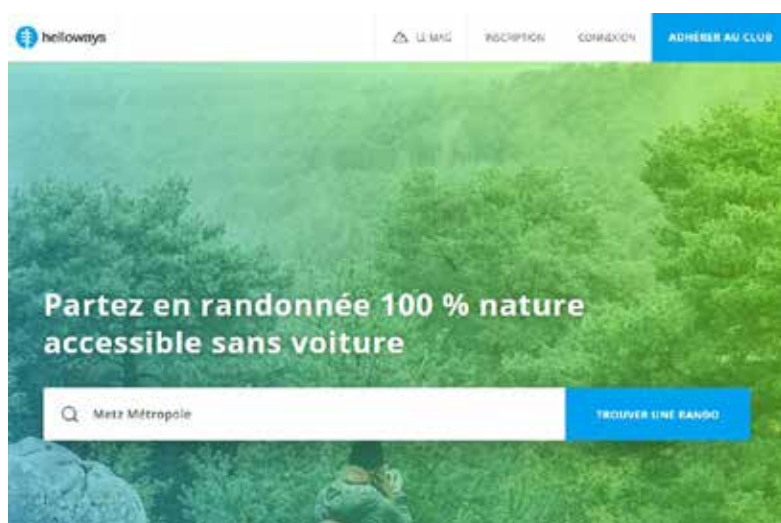 helloways
LE MAG
INSCRIPTION
CONNEXION
ADHÉRER AU CLUB
Partez en randonnée 100 % nature
accessible sans voiture
Metz Métropole
TROUVER UNE RANDO